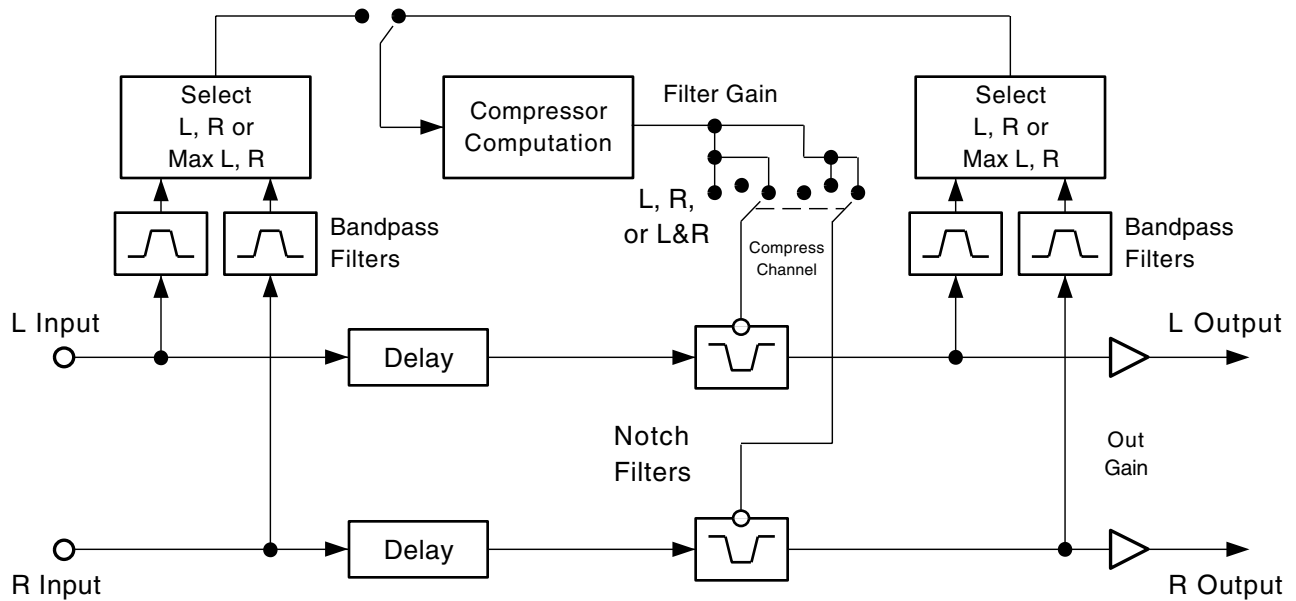 Select
L, R or
Max L, R
Compressor
Computation
Filter Gain
Select
L, R or
Max L, R
L, R,
or L&R
Compress
Channel
Bandpass
Filters
Bandpass
Filters
L Input
Delay
L Output
Notch
Filters
Out
Gain
Delay
R Input
R Output